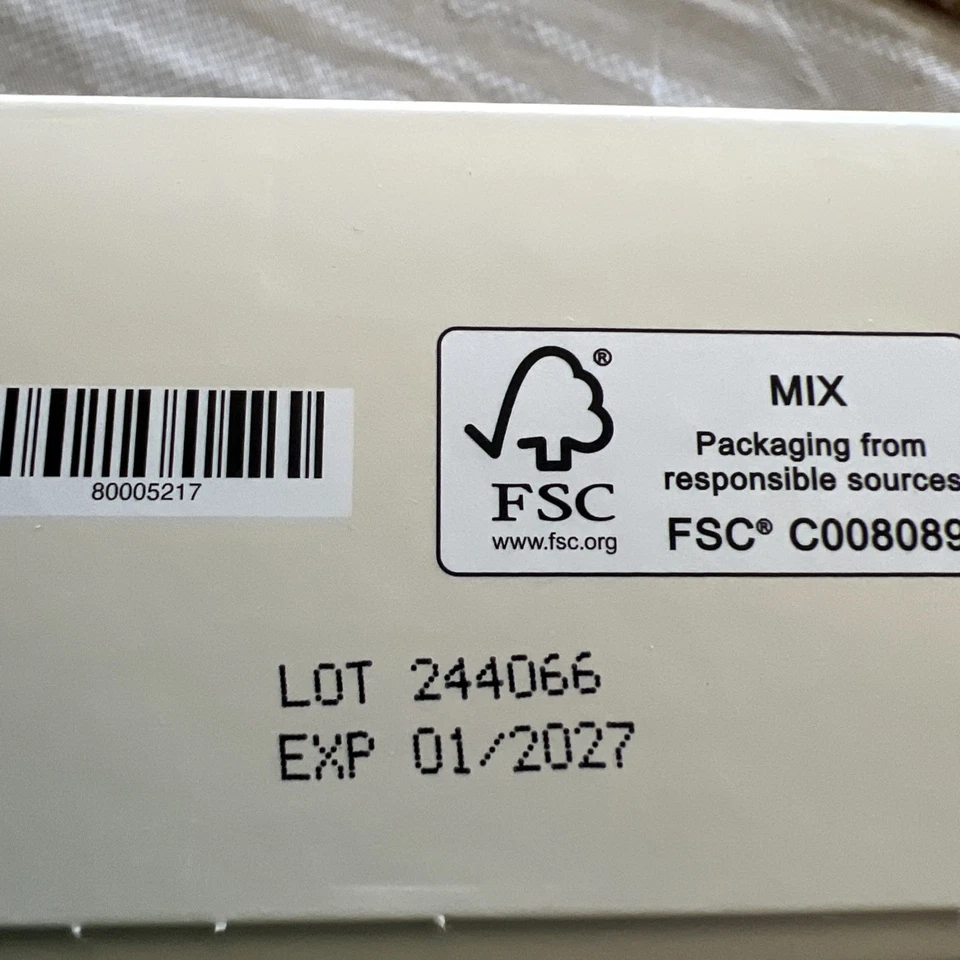 80005217
®
FSC
www.fsc.org
MIX
Packaging from
responsible sources
FSC® C008089
LOT 244066
EXP 01/2027